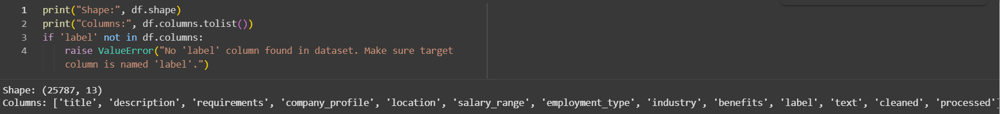 1 print("Shape:", df.shape)
2 print("Columns:", df.columns.tolist())
3 if 'label' not in df.columns:
4 raise ValueError("No 'label' column found in dataset. Make sure target
column is named 'label'.")
Shape: (25787, 13)
Columns: ['title', 'description', 'requirements', 'company_profile', 'location', 'salary_range', 'employment_type', 'industry', 'benefits', 'label', 'text', 'cleaned', 'processed']